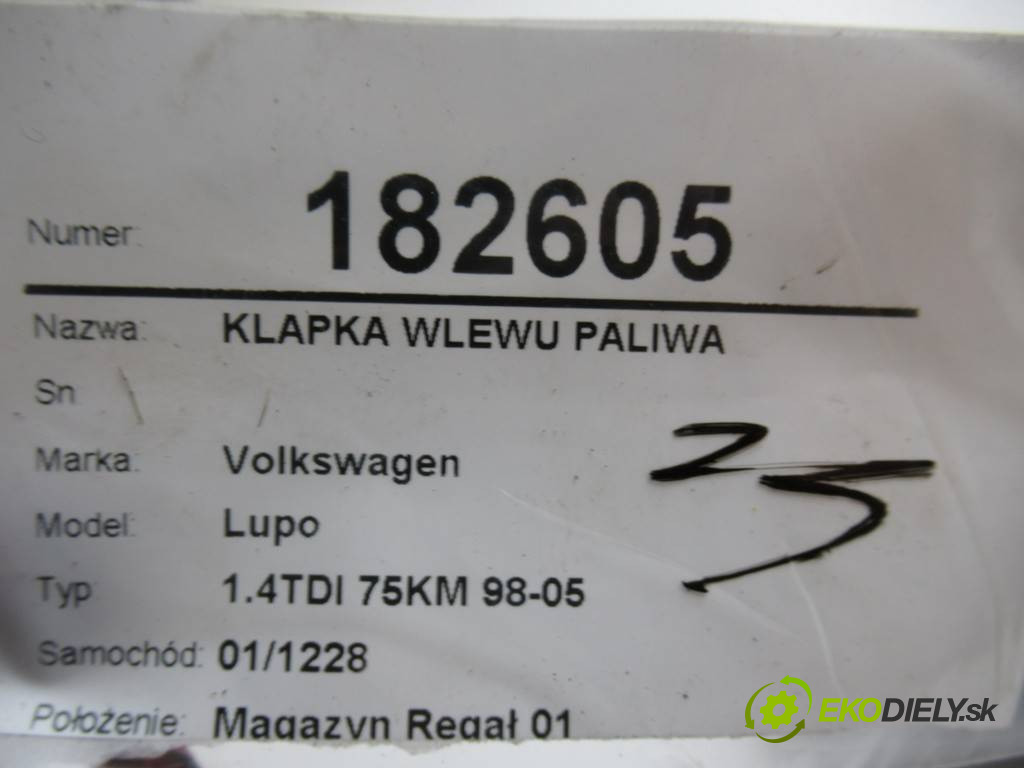 Numer: 182605
Nazwa: KLAPKA WLEWU PALIWA
Sn
Marka: Volkswagen
25
Model: Lupo
Typ 1.4TDI 75KM 98-05
Samochód: 01/1228
Położenie: Magazyn Regał 01
EKODIELY.sk